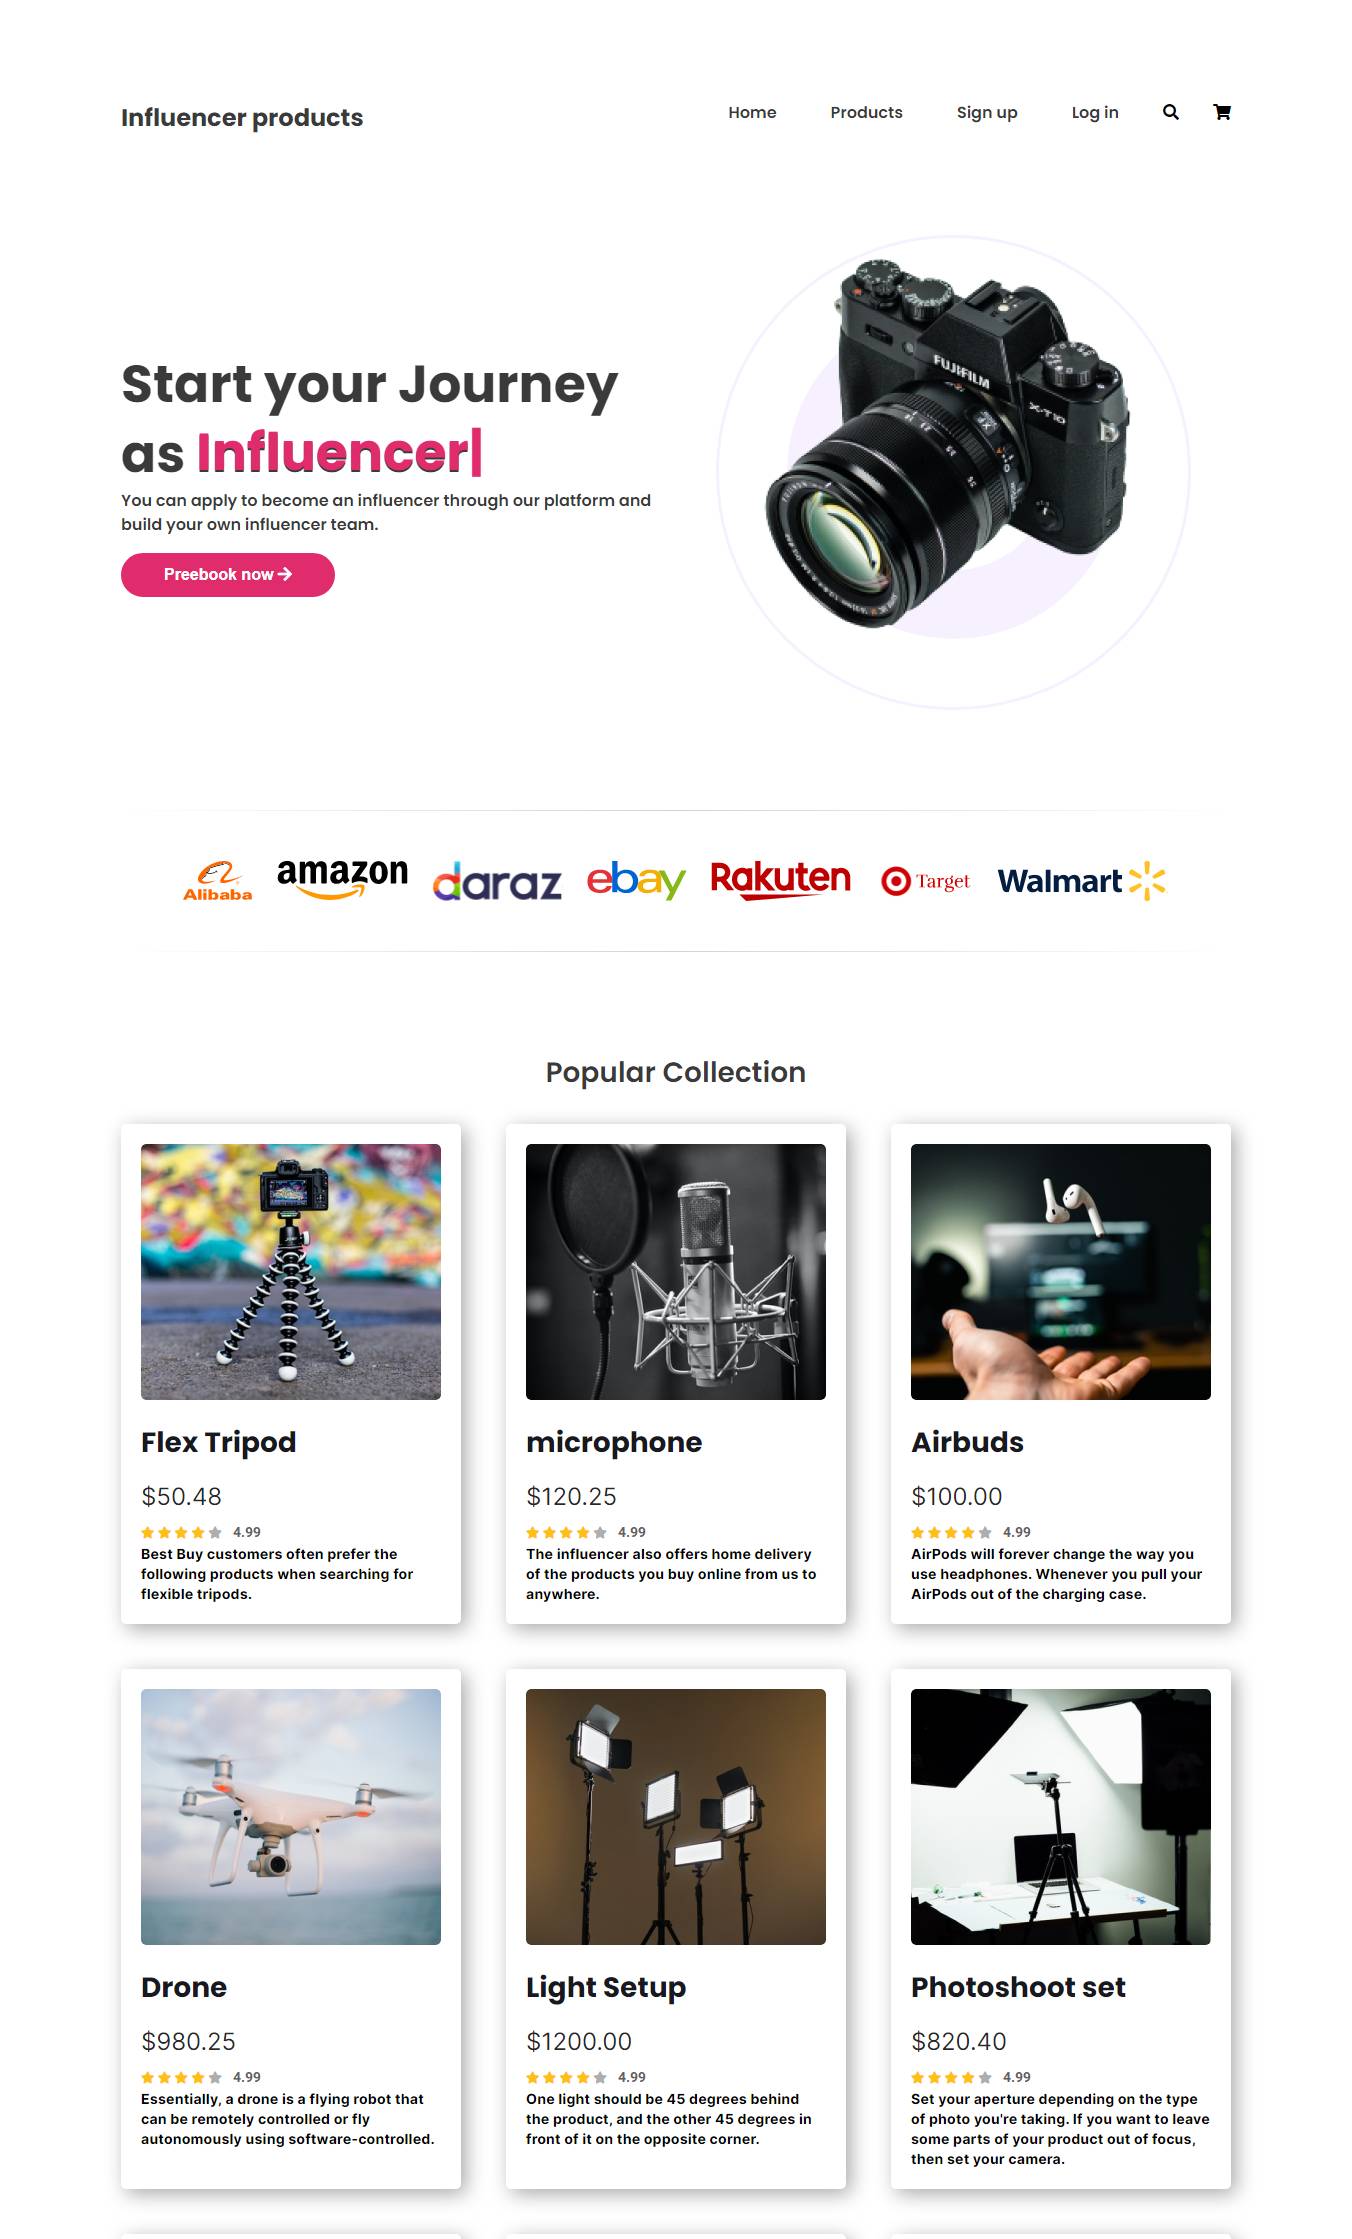 Influencer products
Home
Products
Sign up
Log in
Start your Journey
as Influencer|
You can apply to become an influencer through our platform and
build your own influencer team.
Preebook now
FUJIFILM
X-T10
Alibaba
amazon
daraz
ebay
Rakuten
Target
Walmart
Popular Collection
Flex Tripod
$50.48
4.99
Best Buy customers often prefer the
following products when searching for
flexible tripods.
microphone
$120.25
4.99
The influencer also offers home delivery
of the products you buy online from us to
anywhere.
Airbuds
$100.00
4.99
AirPods will forever change the way you
use headphones. Whenever you pull your
AirPods out of the charging case.
Drone
$980.25
4.99
Essentially, a drone is a flying robot that
can be remotely controlled or fly
autonomously using software-controlled.
Light Setup
$1200.00
4.99
One light should be 45 degrees behind
the product, and the other 45 degrees in
front of it on the opposite corner.
Photoshoot set
$820.40
4.99
Set your aperture depending on the type
of photo you're taking. If you want to leave
some parts of your product out of focus,
then set your camera.